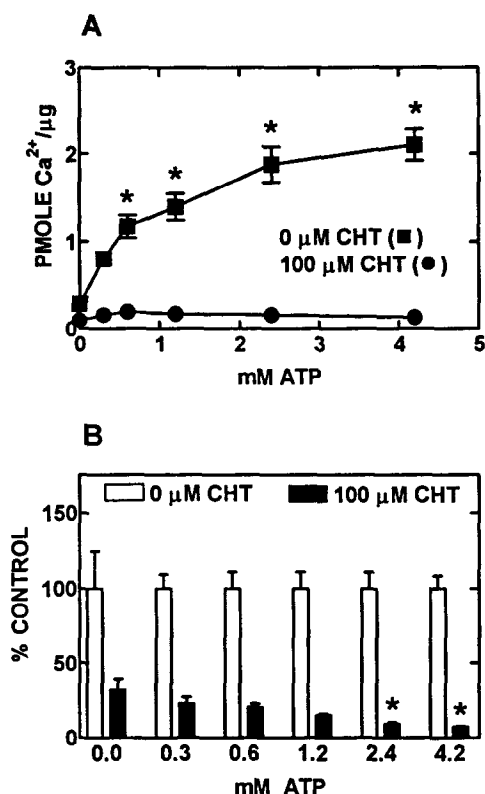 A
PMOLE Ca²⁺/µg
3
2
1
0
* * * *
0 µM CHT (■)
100 µM CHT (●)
0 1 2 3 4 5
mM ATP
B
% CONTROL
150
100
50
0
0 µM CHT 100 µM CHT
* *
0.0 0.3 0.6 1.2 2.4 4.2
mM ATP